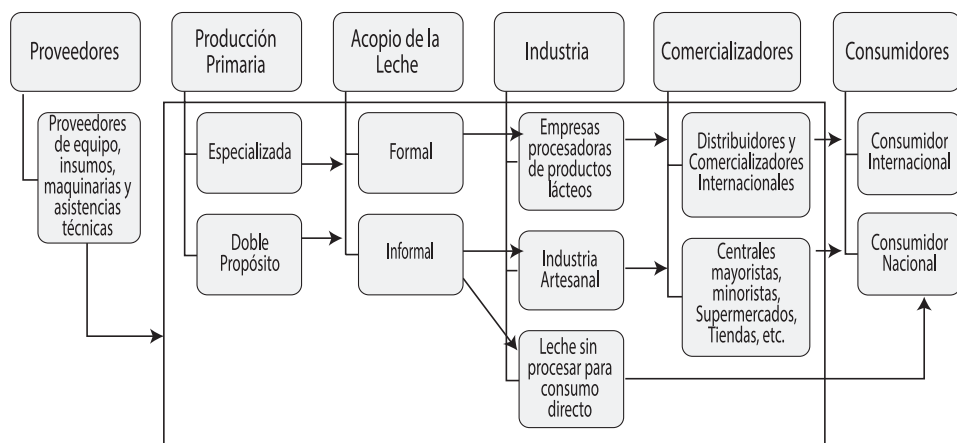 Proveedores
Producción
Primaria
Acopio de la
Leche
Industria
Comercializadores
Consumidores
Proveedores
de equipo,
insumos,
maquinarias y
asistencias
técnicas
Especializada
Doble
Propósito
Formal
Informal
Empresas
procesadoras
de productos
lácteos
Industria
Artesanal
Leche sin
procesar para
consumo
directo
Distribuidores y
Comercializadores
Internacionales
Centrales
mayoristas,
minoristas,
Supermercados,
Tiendas, etc.
Consumidor
Internacional
Consumidor
Nacional